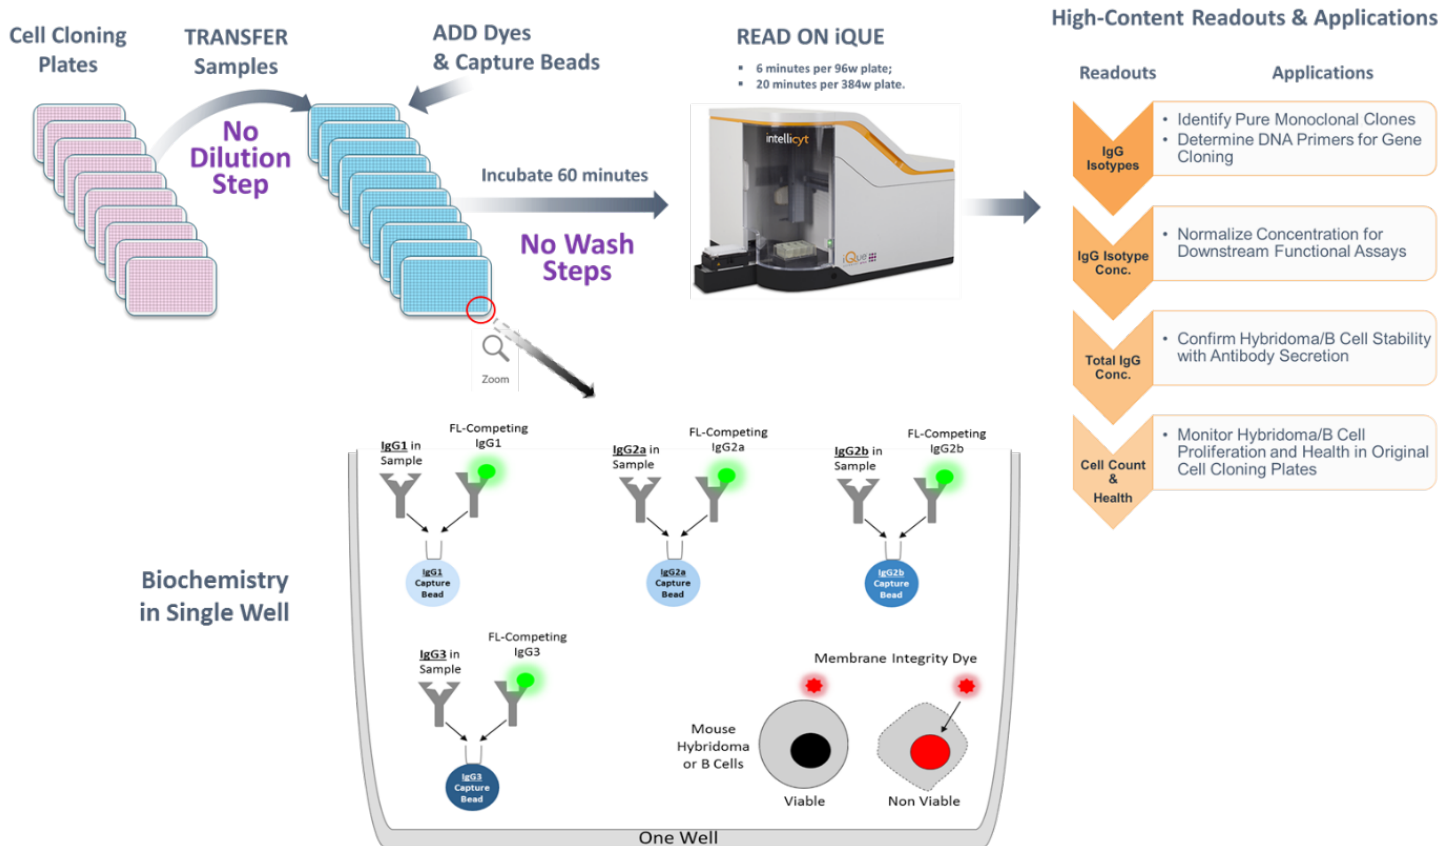 High-Content Readouts & Applications
Cell Cloning
Plates
TRANSFER
Samples
ADD Dyes
& Capture Beads
READ ON iQUE
▪ 6 minutes per 96w plate;
▪ 20 minutes per 384w plate.
Readouts
Applications
No
Dilution
Step
Incubate 60 minutes
No Wash
Steps
intellicyt
iQue
IgG
Isotypes
• Identify Pure Monoclonal Clones
• Determine DNA Primers for Gene
Cloning
IgG Isotype
Conc.
• Normalize Concentration for
Downstream Functional Assays
Total IgG
Conc.
• Confirm Hybridoma/B Cell Stability
with Antibody Secretion
Cell Count
&
Health
• Monitor Hybridoma/B Cell
Proliferation and Health in Original
Cell Cloning Plates
Zoom
Biochemistry
in Single Well
IgG1 in
Sample
FL-Competing
IgG1
IgG1
Capture
Bead
IgG2a in
Sample
FL-Competing
IgG2a
IgG2a
Capture
Bead
IgG2b in
Sample
FL-Competing
IgG2b
IgG2b
Capture
Bead
IgG3 in
Sample
FL-Competing
IgG3
IgG3
Capture
Bead
Membrane Integrity Dye
Mouse
Hybridoma
or B Cells
Viable
Non Viable
One Well